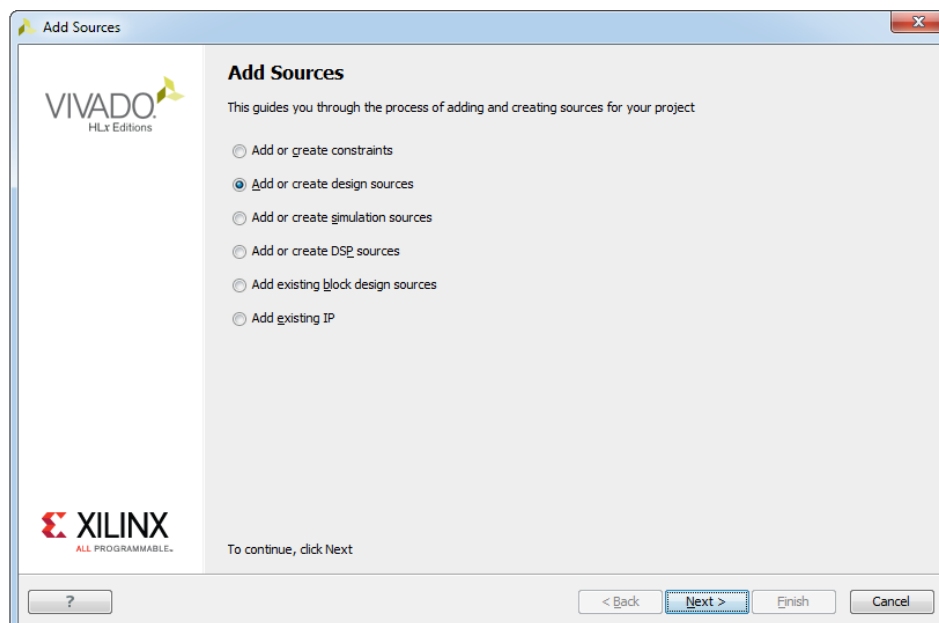 Add Sources
VIVADO.
HLx Editions
Add Sources
This guides you through the process of adding and creating sources for your project
Add or create constraints
Add or create design sources
Add or create simulation sources
Add or create DSP sources
Add existing block design sources
Add existing IP
XILINX
ALL PROGRAMMABLE™
To continue, click Next
?
< Back
Next >
Finish
Cancel